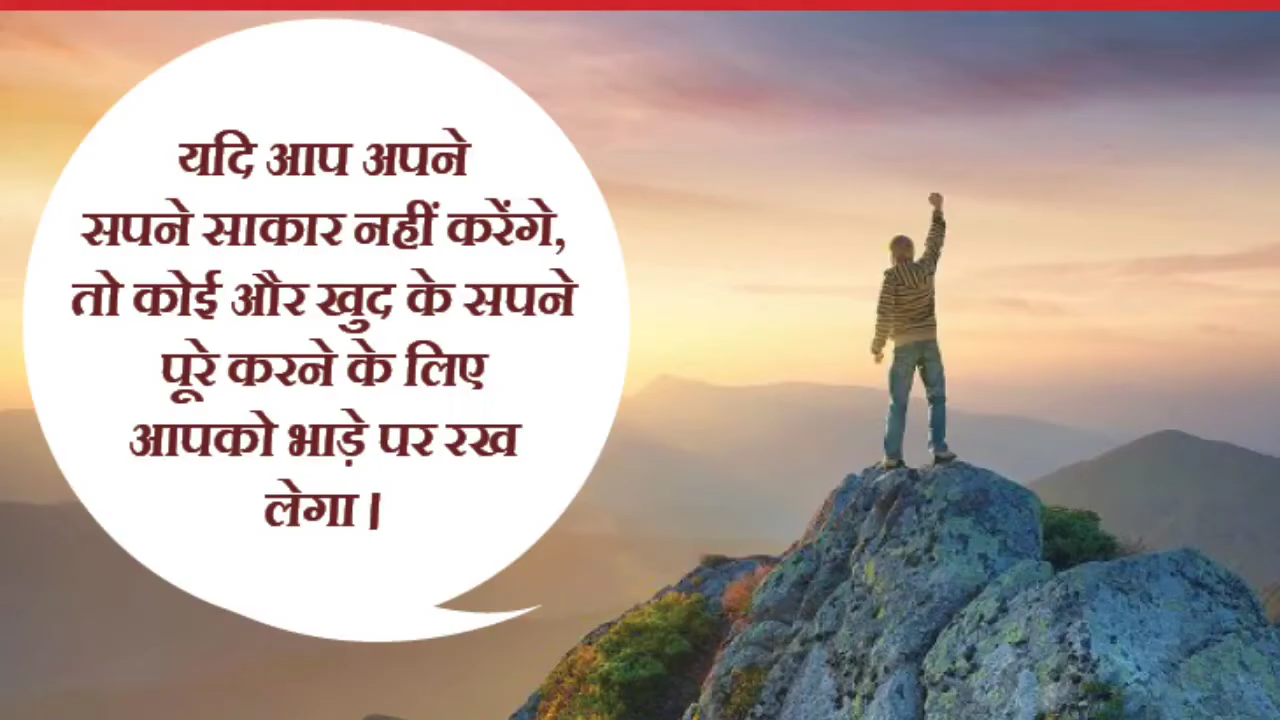 यदि आप अपने
सपने साकार नहीं करेंगे,
तो कोई और खुद के सपने
पूरे करने के लिए
आपको भाड़े पर रख
लेगा।